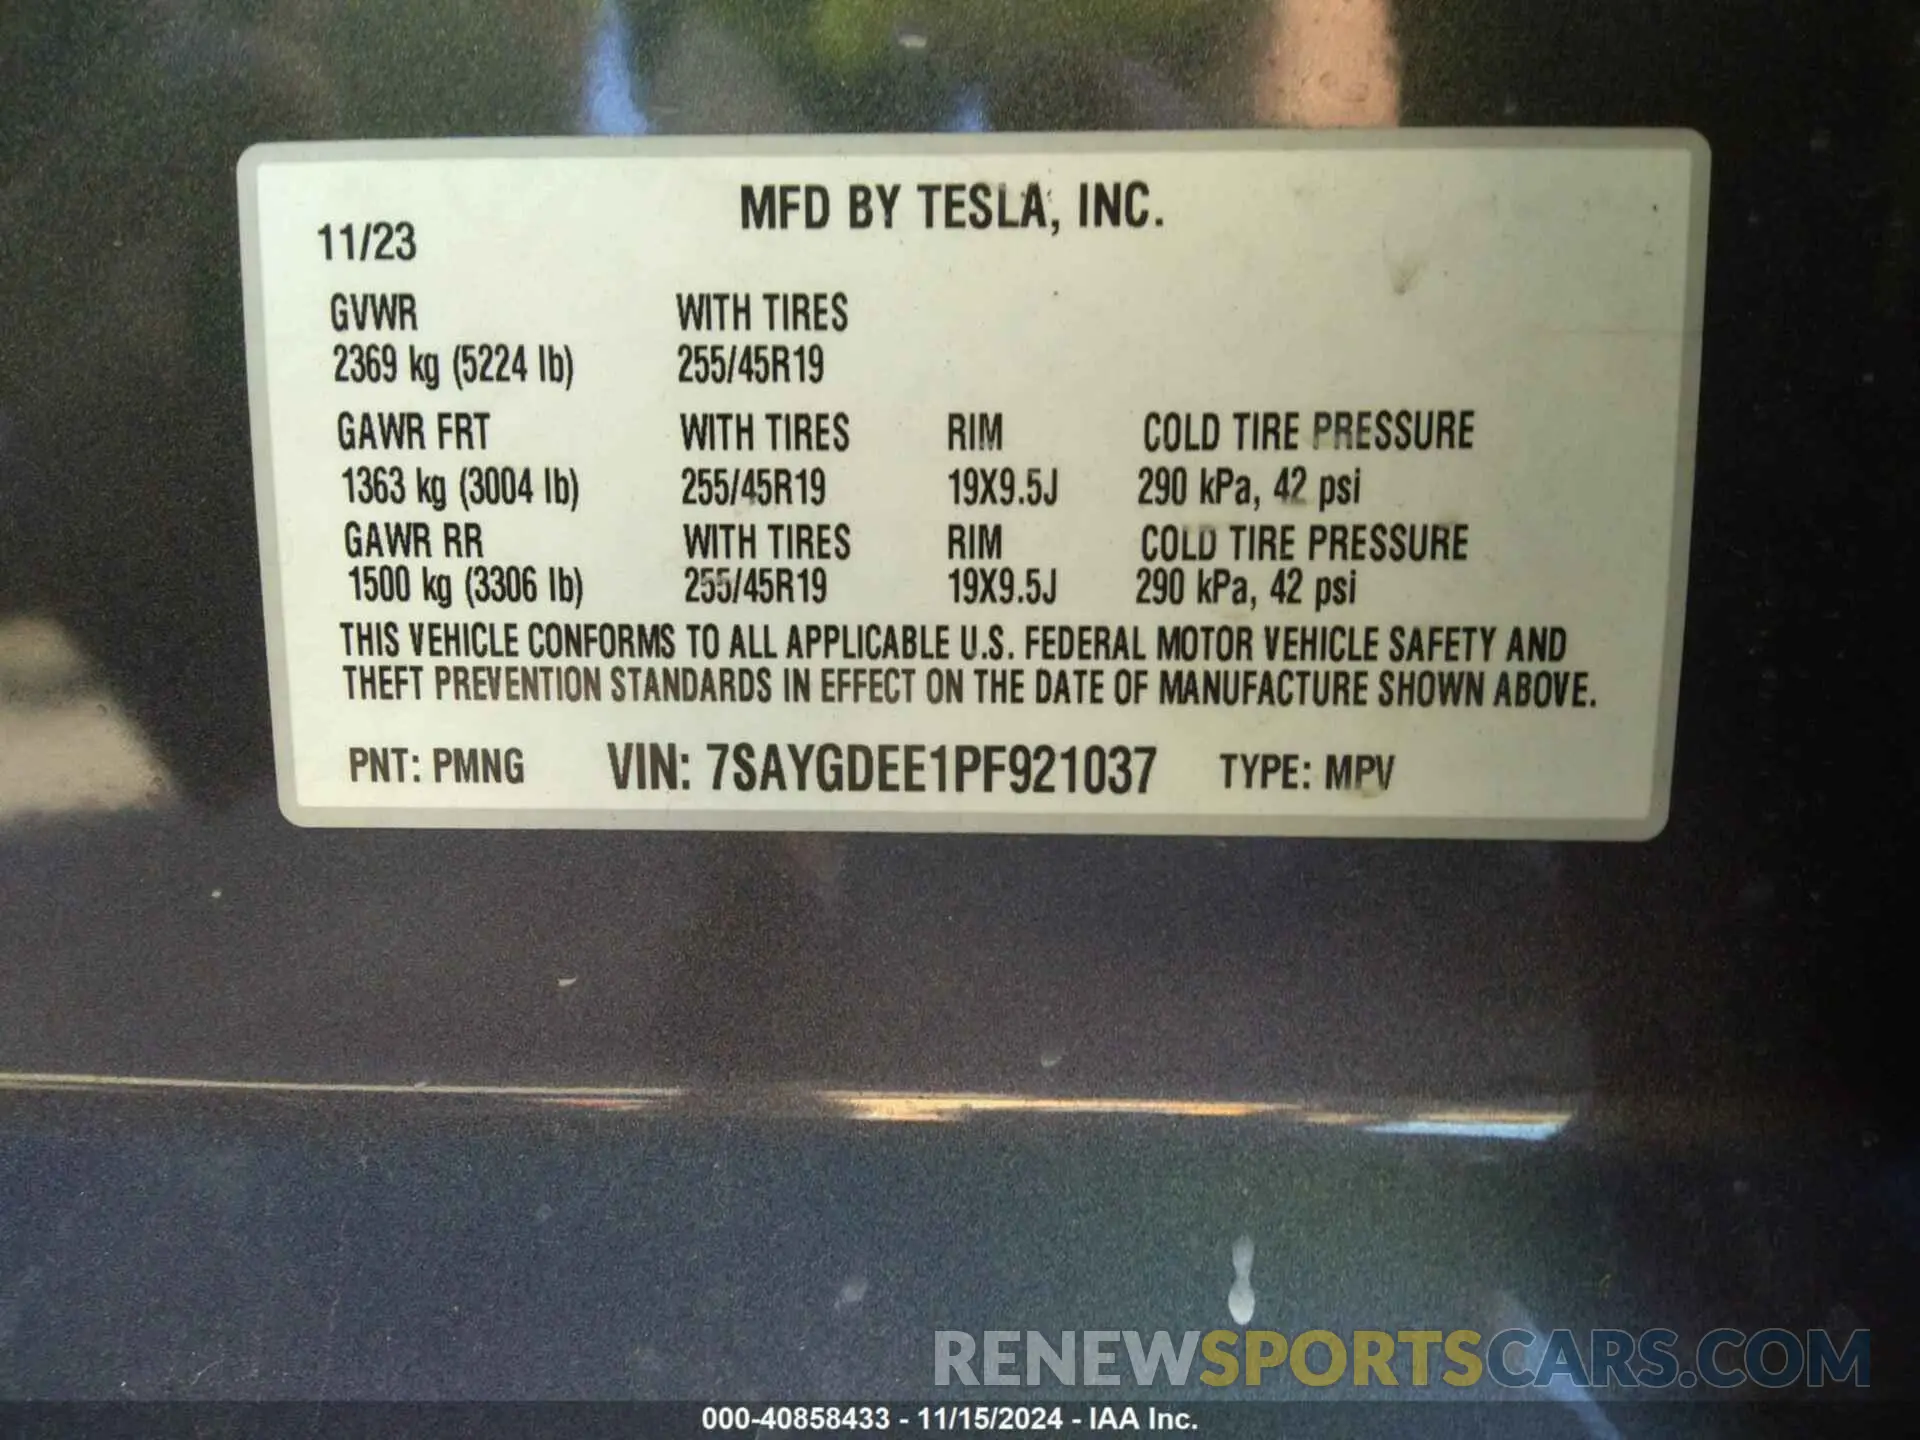 MFD BY TESLA, INC.
11/23
GVWR WITH TIRES
2369 kg (5224 lb) 255/45R19
GAWR FRT WITH TIRES RIM COLD TIRE PRESSURE
1363 kg (3004 lb) 255/45R19 19X9.5J 290 kPa, 42 psi
GAWR RR WITH TIRES RIM COLD TIRE PRESSURE
1500 kg (3306 lb) 255/45R19 19X9.5J 290 kPa, 42 psi
THIS VEHICLE CONFORMS TO ALL APPLICABLE U.S. FEDERAL MOTOR VEHICLE SAFETY AND
THEFT PREVENTION STANDARDS IN EFFECT ON THE DATE OF MANUFACTURE SHOWN ABOVE.
PNT: PMNG VIN: 7SAYGDEE1PF921037 TYPE: MPV
RENEWSPORTSCARS.COM
000-40858433 - 11/15/2024 - IAA Inc.